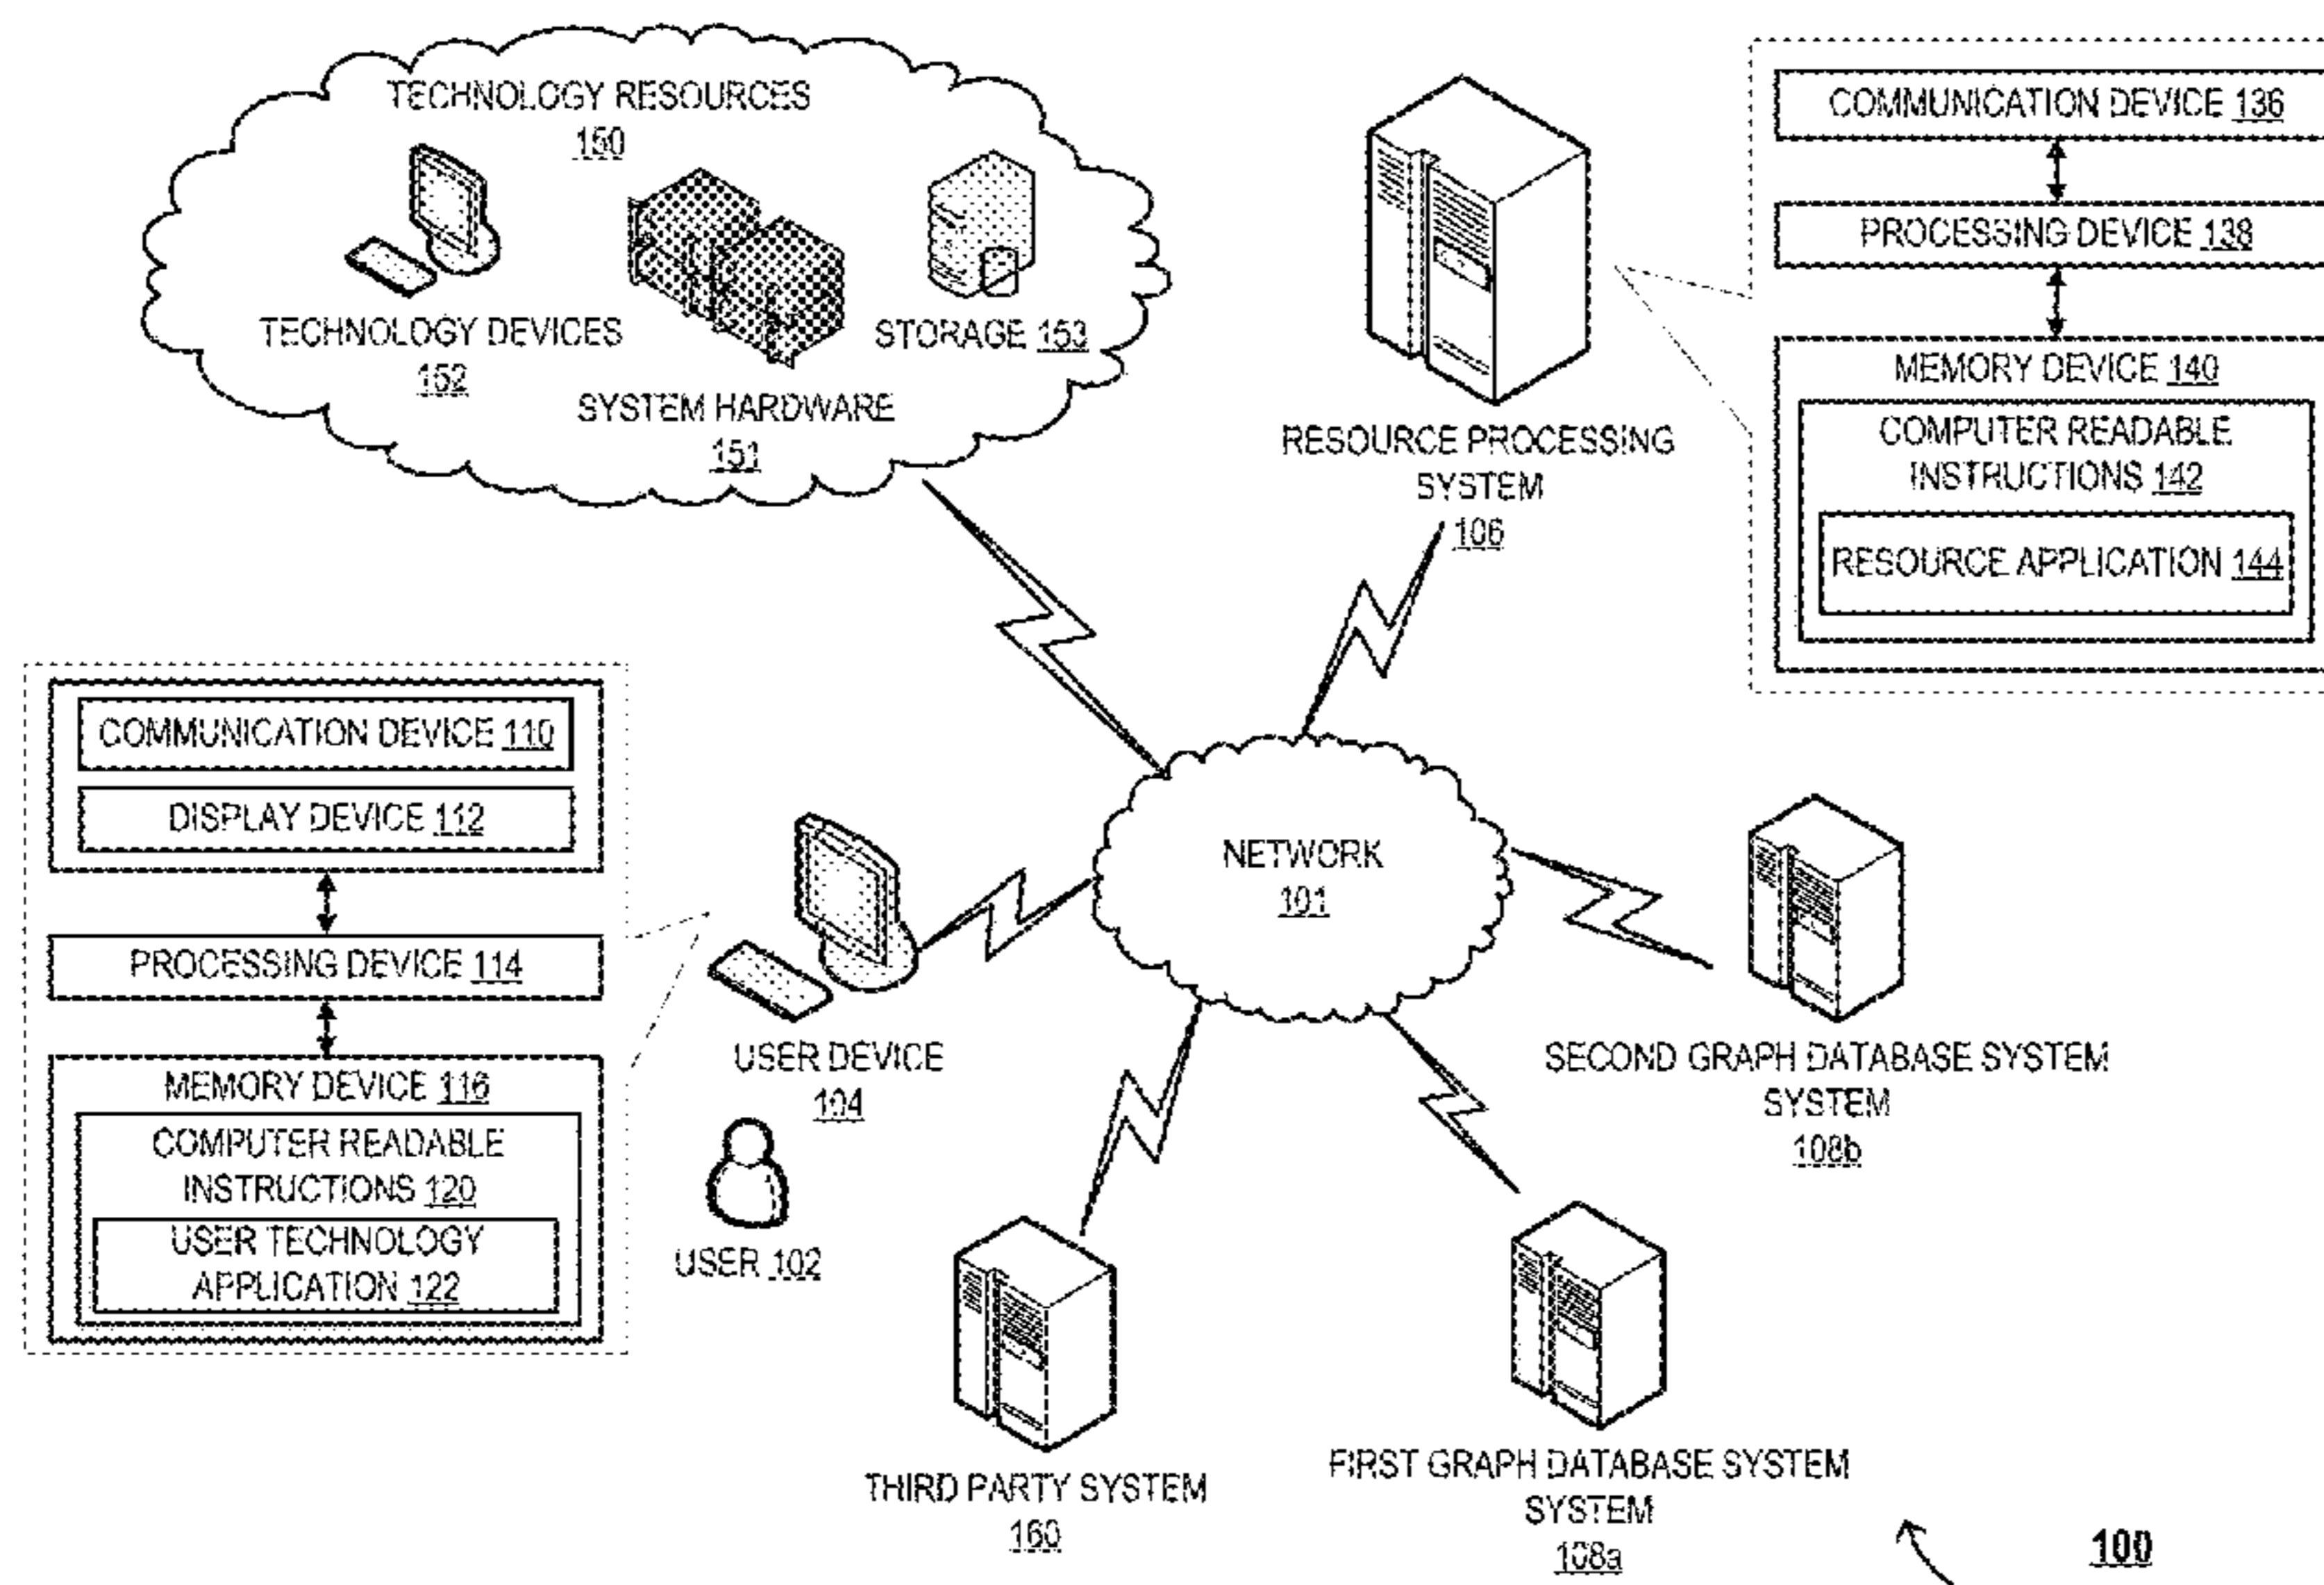 TECHNOLOGY RESOURCES
150
TECHNOLOGY DEVICES
152
SYSTEM HARDWARE
151
STORAGE 153
RESOURCE PROCESSING
SYSTEM
106
COMMUNICATION DEVICE 136
PROCESSING DEVICE 138
MEMORY DEVICE 140
COMPUTER READABLE
INSTRUCTIONS 142
RESOURCE APPLICATION 144
COMMUNICATION DEVICE 110
DISPLAY DEVICE 112
PROCESSING DEVICE 114
MEMORY DEVICE 116
COMPUTER READABLE
INSTRUCTIONS 120
USER TECHNOLOGY
APPLICATION 122
USER DEVICE
104
USER 102
NETWORK
101
SECOND GRAPH DATABASE SYSTEM
SYSTEM
108b
THIRD PARTY SYSTEM
160
FIRST GRAPH DATABASE SYSTEM
SYSTEM
108a
100